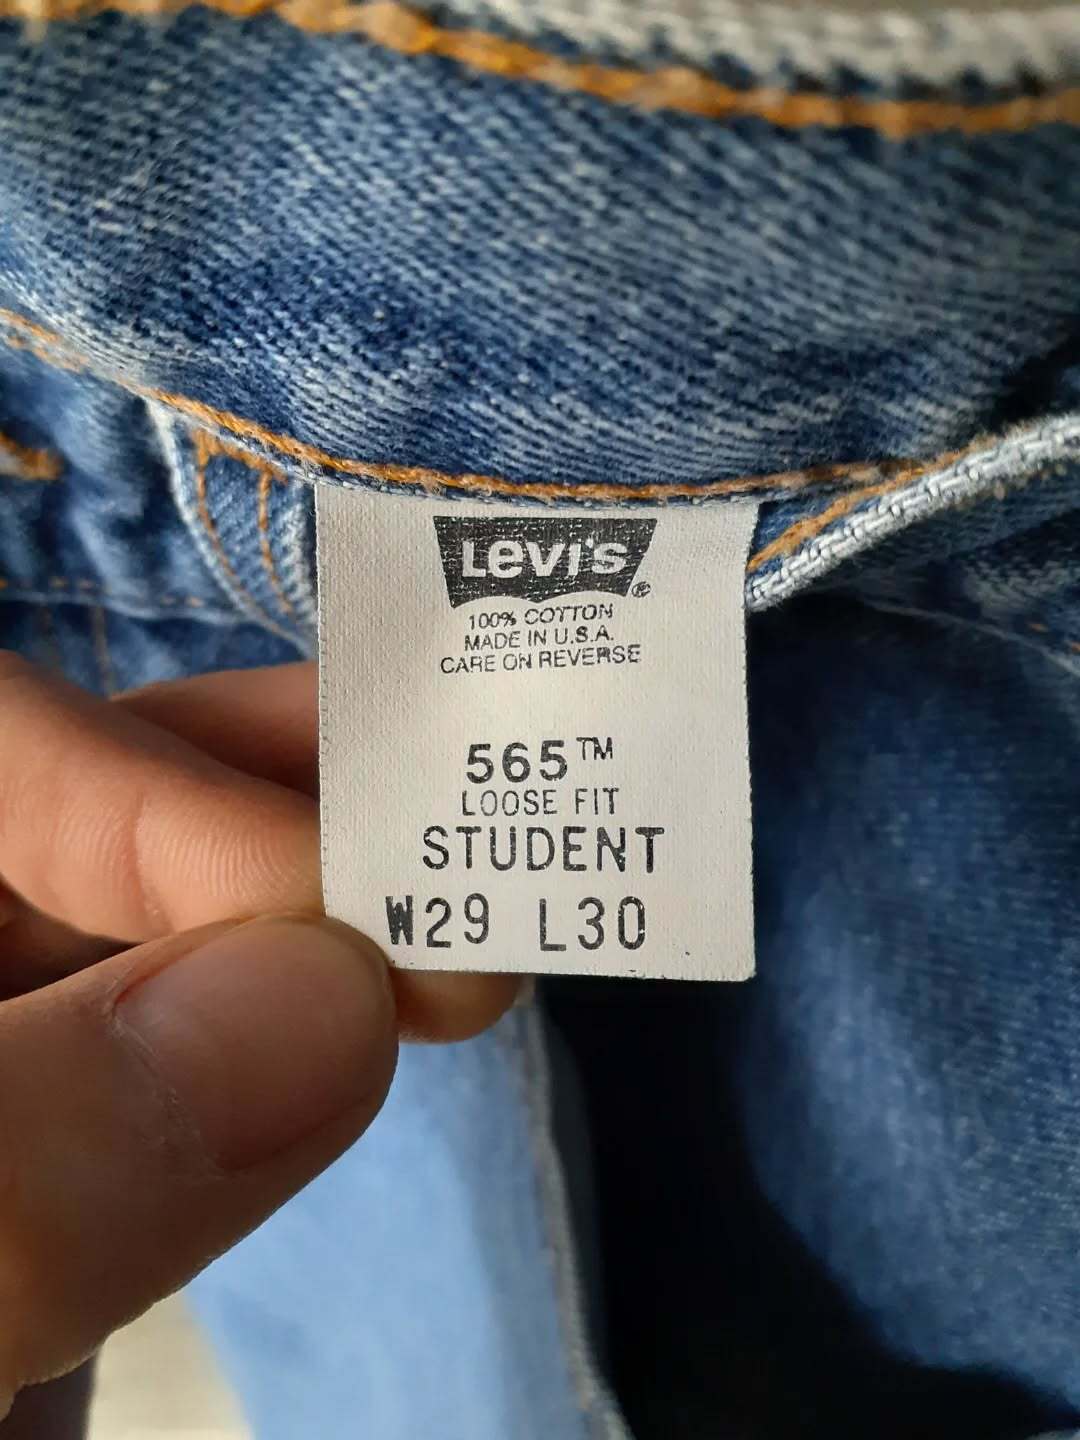 Levi's®
100% COTTON
MADE IN U.S.A.
CARE ON REVERSE
565™
LOOSE FIT
STUDENT
W29 L30